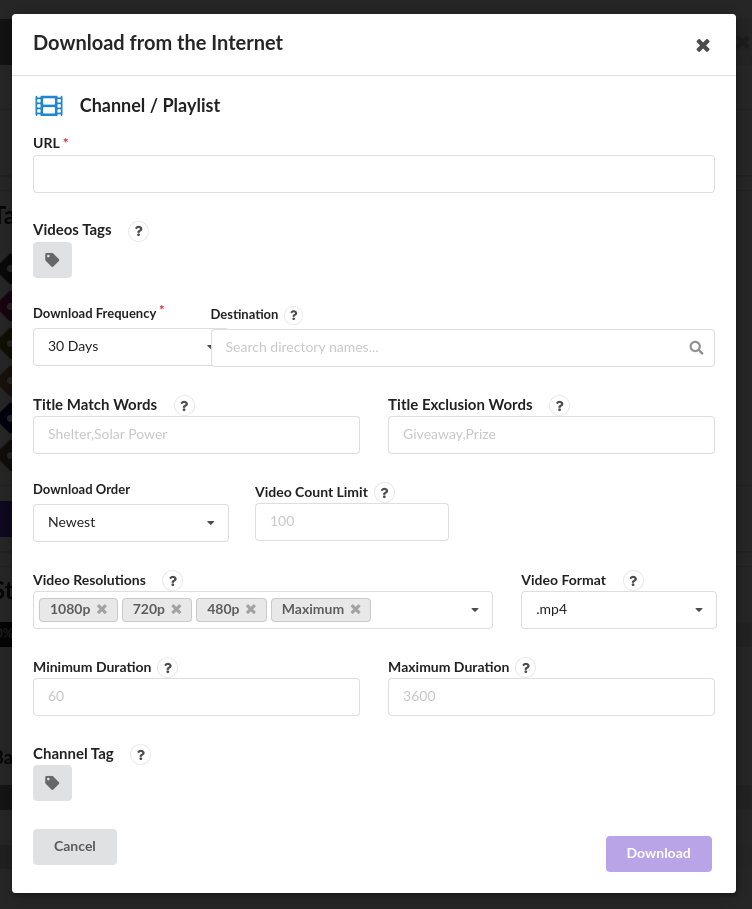 Download from the Internet
Channel / Playlist
URL *
Videos Tags ?
Download Frequency * Destination ?
30 Days Search directory names...
Title Match Words ? Title Exclusion Words ?
Shelter,Solar Power Giveaway,Prize
Download Order Video Count Limit ?
Newest 100
Video Resolutions ? Video Format ?
1080p 720p 480p Maximum .mp4
Minimum Duration ? Maximum Duration ?
60 3600
Channel Tag ?
Cancel Download